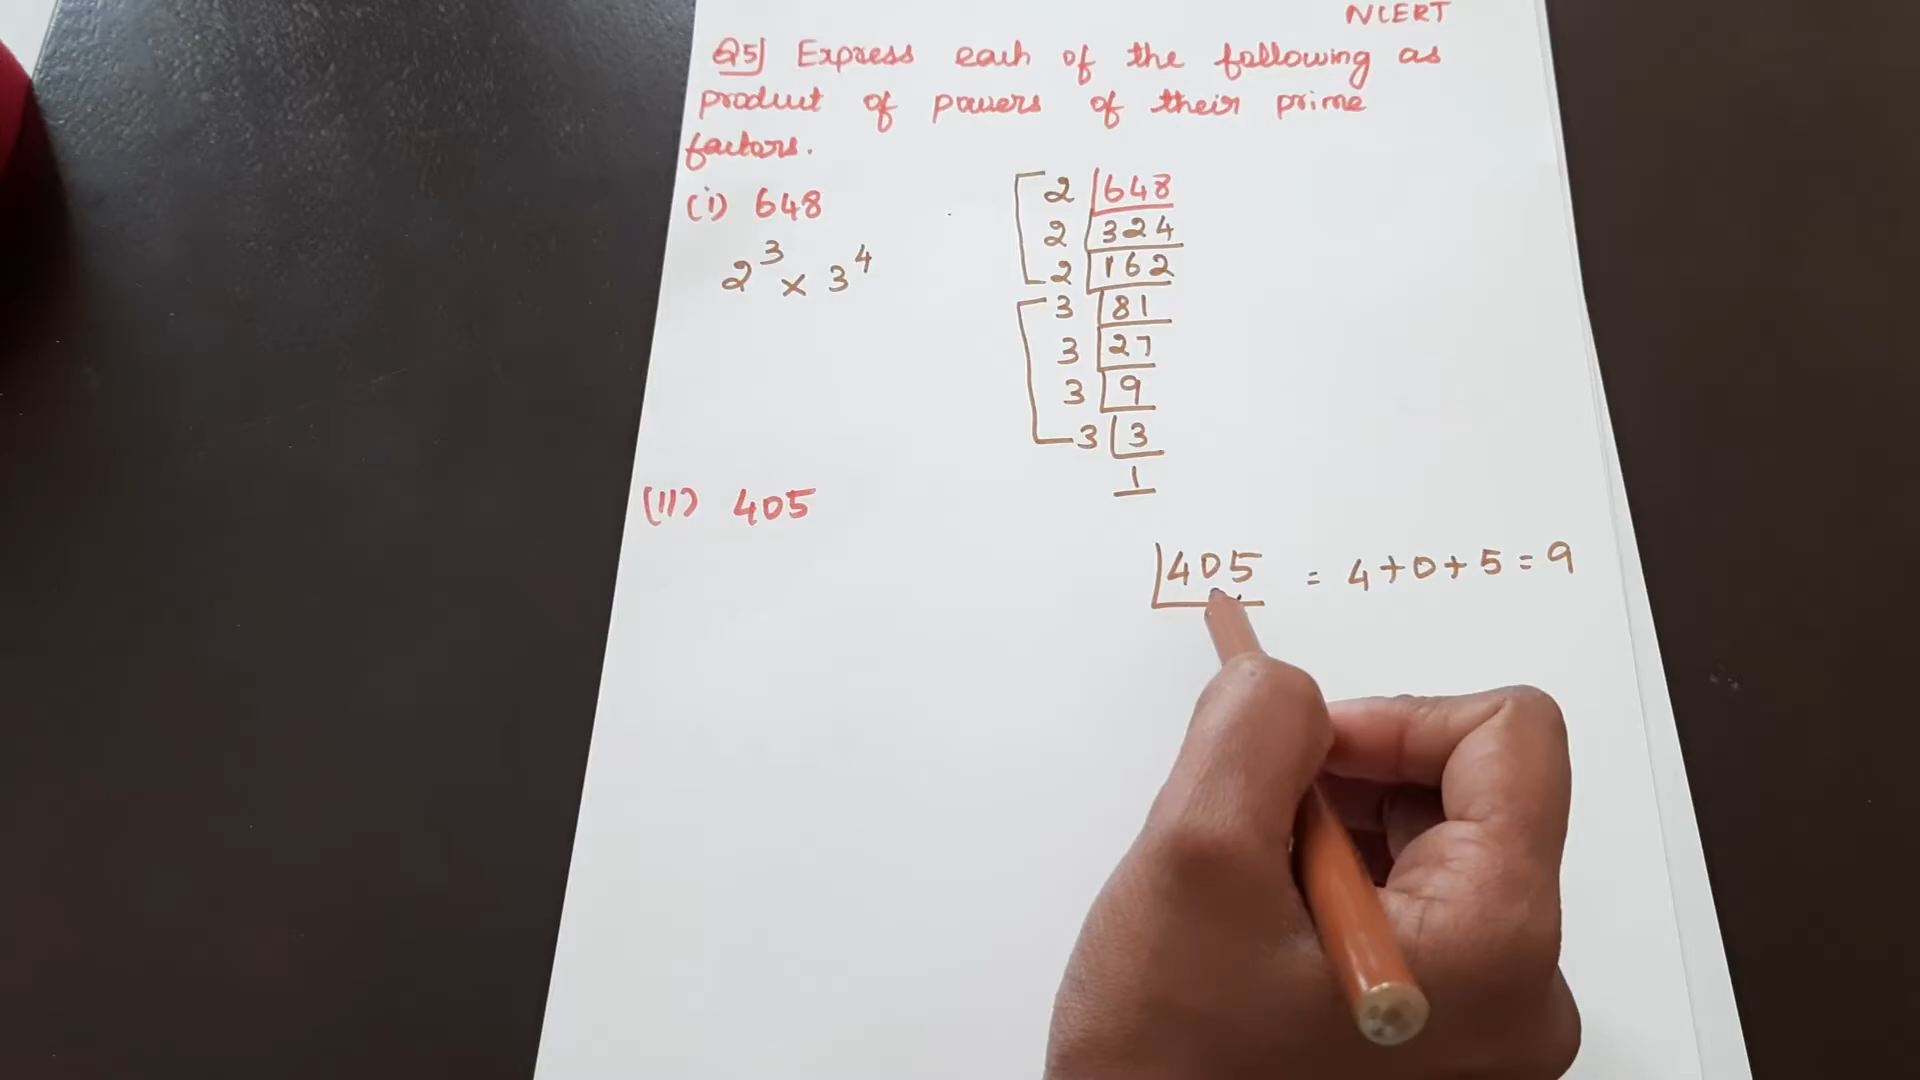 NCERT
Q5) Express each of the following as
product of powers of their prime
factors.
(i) 648
2³ × 3⁴
2 | 648
2 | 324
2 | 162
3 | 81
3 | 27
3 | 9
3 | 3
1
(II) 405
| 405 = 4+0+5=9